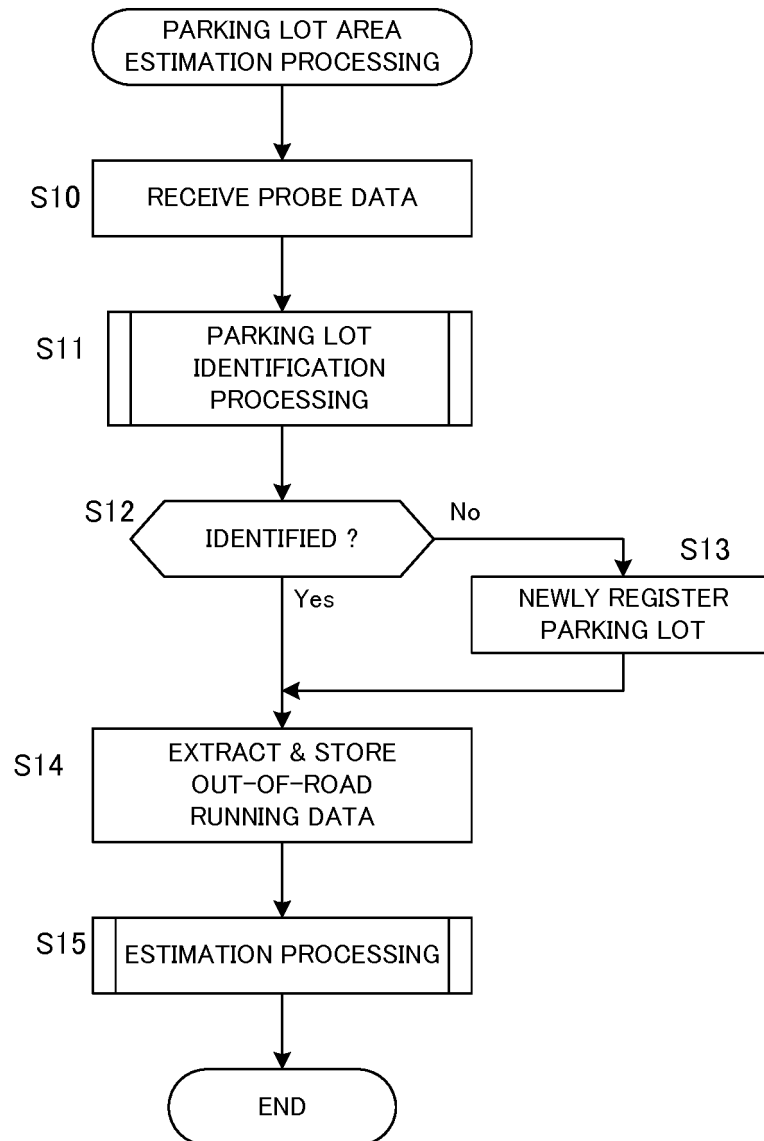 PARKING LOT AREA
ESTIMATION PROCESSING
S10
RECEIVE PROBE DATA
S11
PARKING LOT
IDENTIFICATION
PROCESSING
S12
IDENTIFIED ?
No
Yes
S13
NEWLY REGISTER
PARKING LOT
S14
EXTRACT & STORE
OUT-OF-ROAD
RUNNING DATA
S15
ESTIMATION PROCESSING
END